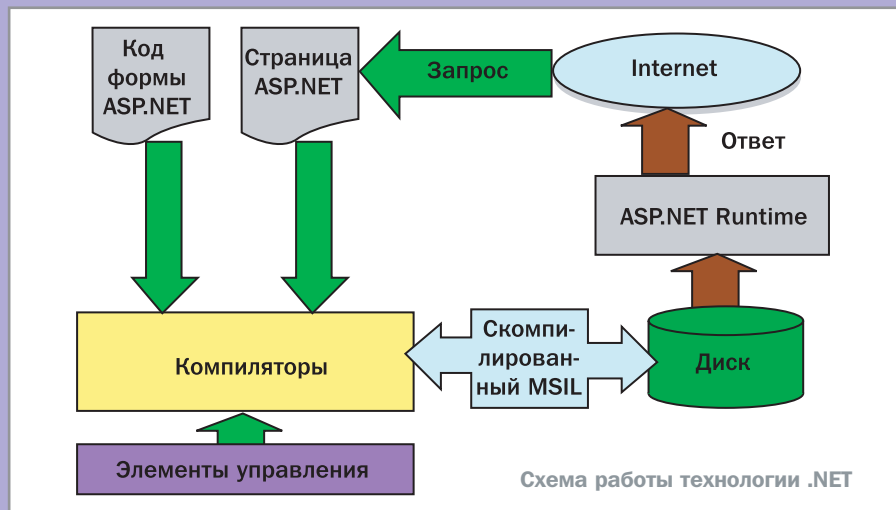 Код
формы
ASP.NET
Страница
ASP.NET
Запрос
Internet
Ответ
ASP.NET Runtime
Компиляторы
Скомпи-
лирован-
ный MSIL
Диск
Элементы управления
Схема работы технологии .NET